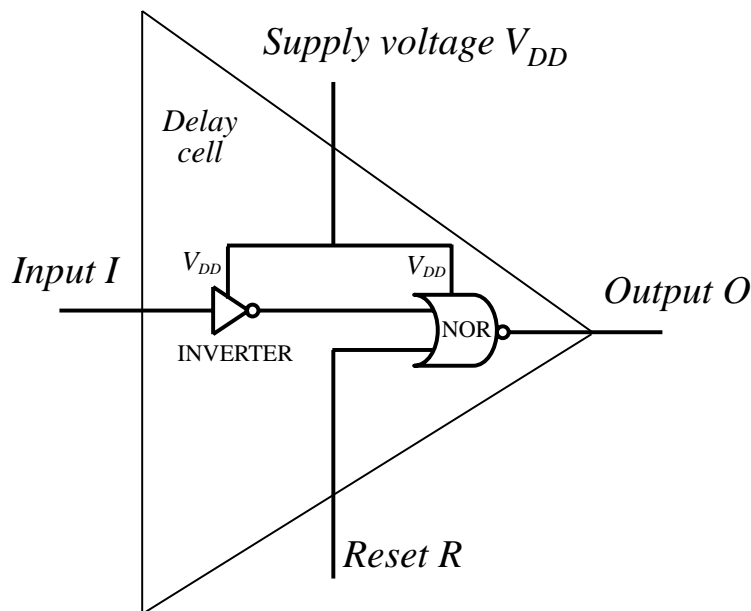 Supply voltage V_DD
Delay
cell
V_DD
V_DD
Input I
Output O
NOR
INVERTER
Reset R